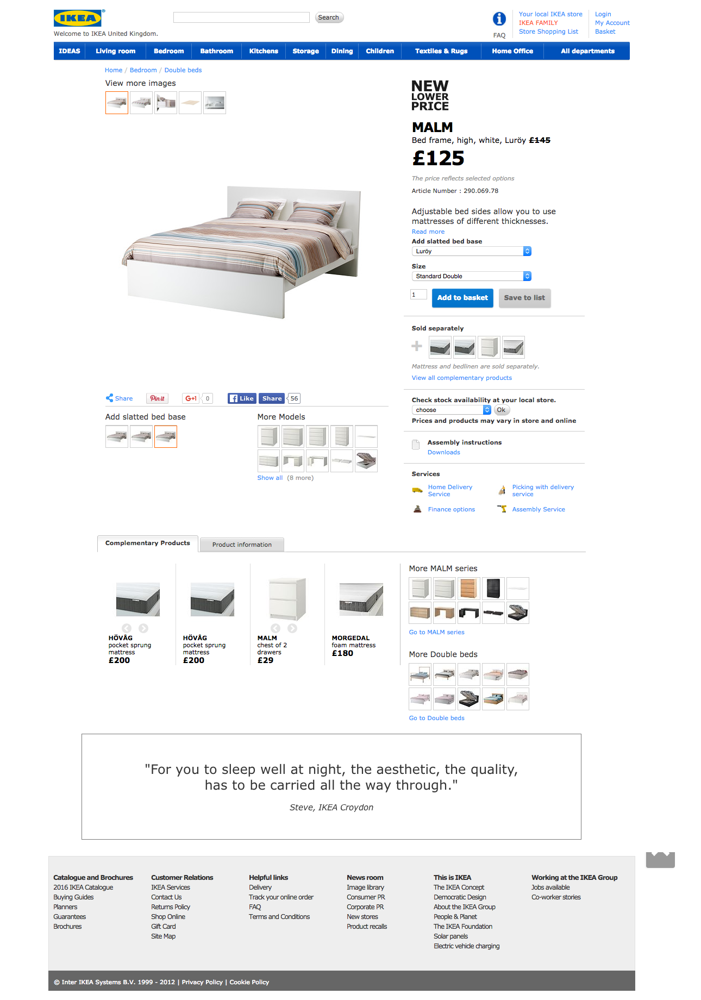 IKEA
Search
Welcome to IKEA United Kingdom.
FAQ
Your local IKEA store
IKEA FAMILY
Store Shopping List
Login
My Account
Basket
IDEAS Living room Bedroom Bathroom Kitchens Storage Dining Children Textiles & Rugs Home Office All departments
Home / Bedroom / Double beds
View more images
NEW
LOWER
PRICE
MALM
Bed frame, high, white, Luröy £145
£125
The price reflects selected options
Article Number : 290.069.78
Adjustable bed sides allow you to use
mattresses of different thicknesses.
Read more
Add slatted bed base
Luröy
Size
Standard Double
1 Add to basket Save to list
Sold separately
Mattress and bedlinen are sold separately.
View all complementary products
Share Pin it G+1 0 Like Share 56
Check stock availability at your local store.
choose Ok
Prices and products may vary in store and online
Add slatted bed base
More Models
Show all (8 more)
Assembly instructions
Downloads
Services
Home Delivery
Service
Picking with delivery
service
Finance options
Assembly Service
Complementary Products
Product information
HÖVÅG
pocket sprung
mattress
£200
HÖVÅG
pocket sprung
mattress
£200
MALM
chest of 2
drawers
£29
MORGEDAL
foam mattress
£180
More MALM series
Go to MALM series
More Double beds
Go to Double beds
"For you to sleep well at night, the aesthetic, the quality,
has to be carried all the way through."
Steve, IKEA Croydon
Catalogue and Brochures
2016 IKEA Catalogue
Buying Guides
Planners
Guarantees
Brochures
Customer Relations
IKEA Services
Contact Us
Returns Policy
Shop Online
Gift Card
Site Map
Helpful links
Delivery
Track your online order
FAQ
Terms and Conditions
News room
Image library
Consumer PR
Corporate PR
New stores
Product recalls
This is IKEA
The IKEA Concept
Democratic Design
About the IKEA Group
People & Planet
The IKEA Foundation
Solar panels
Electric vehicle charging
Working at the IKEA Group
Jobs available
Co-worker stories
© Inter IKEA Systems B.V. 1999 - 2012 | Privacy Policy | Cookie Policy